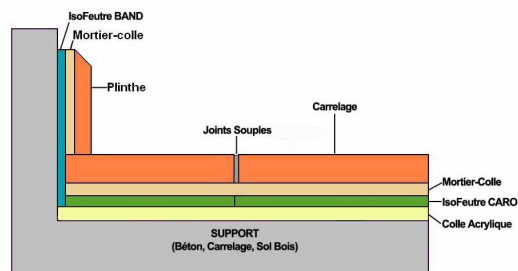 IsoFeutre BAND
Mortier-colle
Plinthe
Carrelage
Joints Souples
Mortier-Colle
IsoFeutre CARO
Colle Acrylique
SUPPORT
(Béton, Carrelage, Sol Bois)